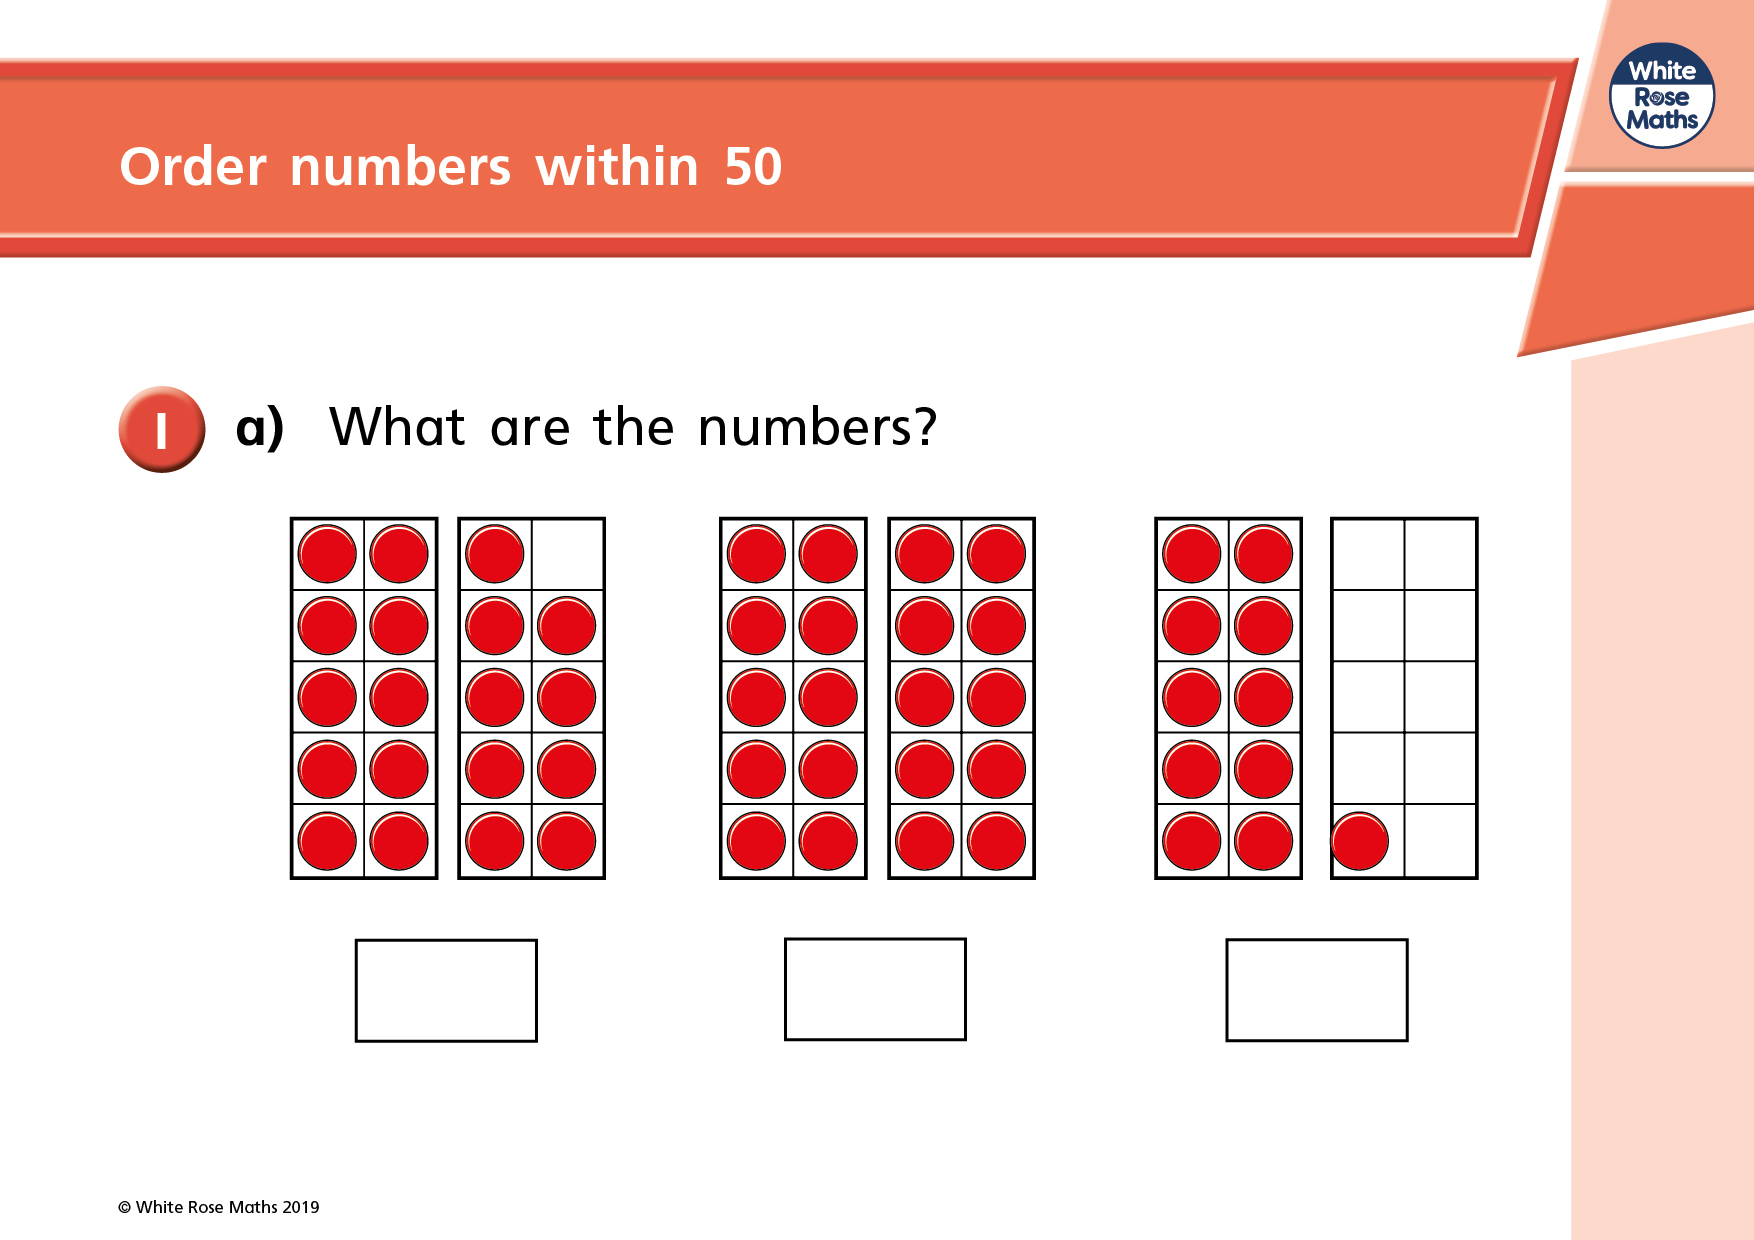 White
Rose
Maths
Order numbers within 50
1 a) What are the numbers?
© White Rose Maths 2019